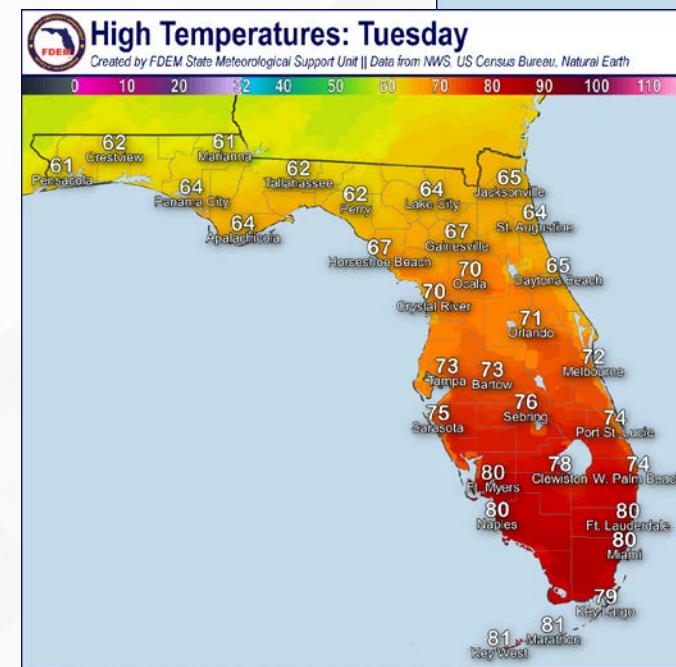 High Temperatures: Tuesday
Created by FDEM State Meteorological Support Unit || Data from NWS, US Census Bureau, Natural Earth
FDEM
0 10 20 32 40 50 60 70 80 90 100 110
62
Crestview
61
Marianna
61
Pensacola
62
Tallahassee
64
Panama City
62
Perry
64
Lake City
65
Jacksonville
64
Apalachicola
64
St. Augustine
67
Horseshoe Beach
67
Gainesville
65
Daytona Beach
70
Ocala
70
Crystal River
71
Orlando
72
Melbourne
73
Tampa
73
Bartow
75
Sarasota
76
Sebring
74
Port St. Lucie
80
Ft. Myers
78
Clewiston
74
W. Palm Beach
80
Naples
80
Ft. Lauderdale
80
Miami
79
Key Largo
81
Marathon
81
Key West